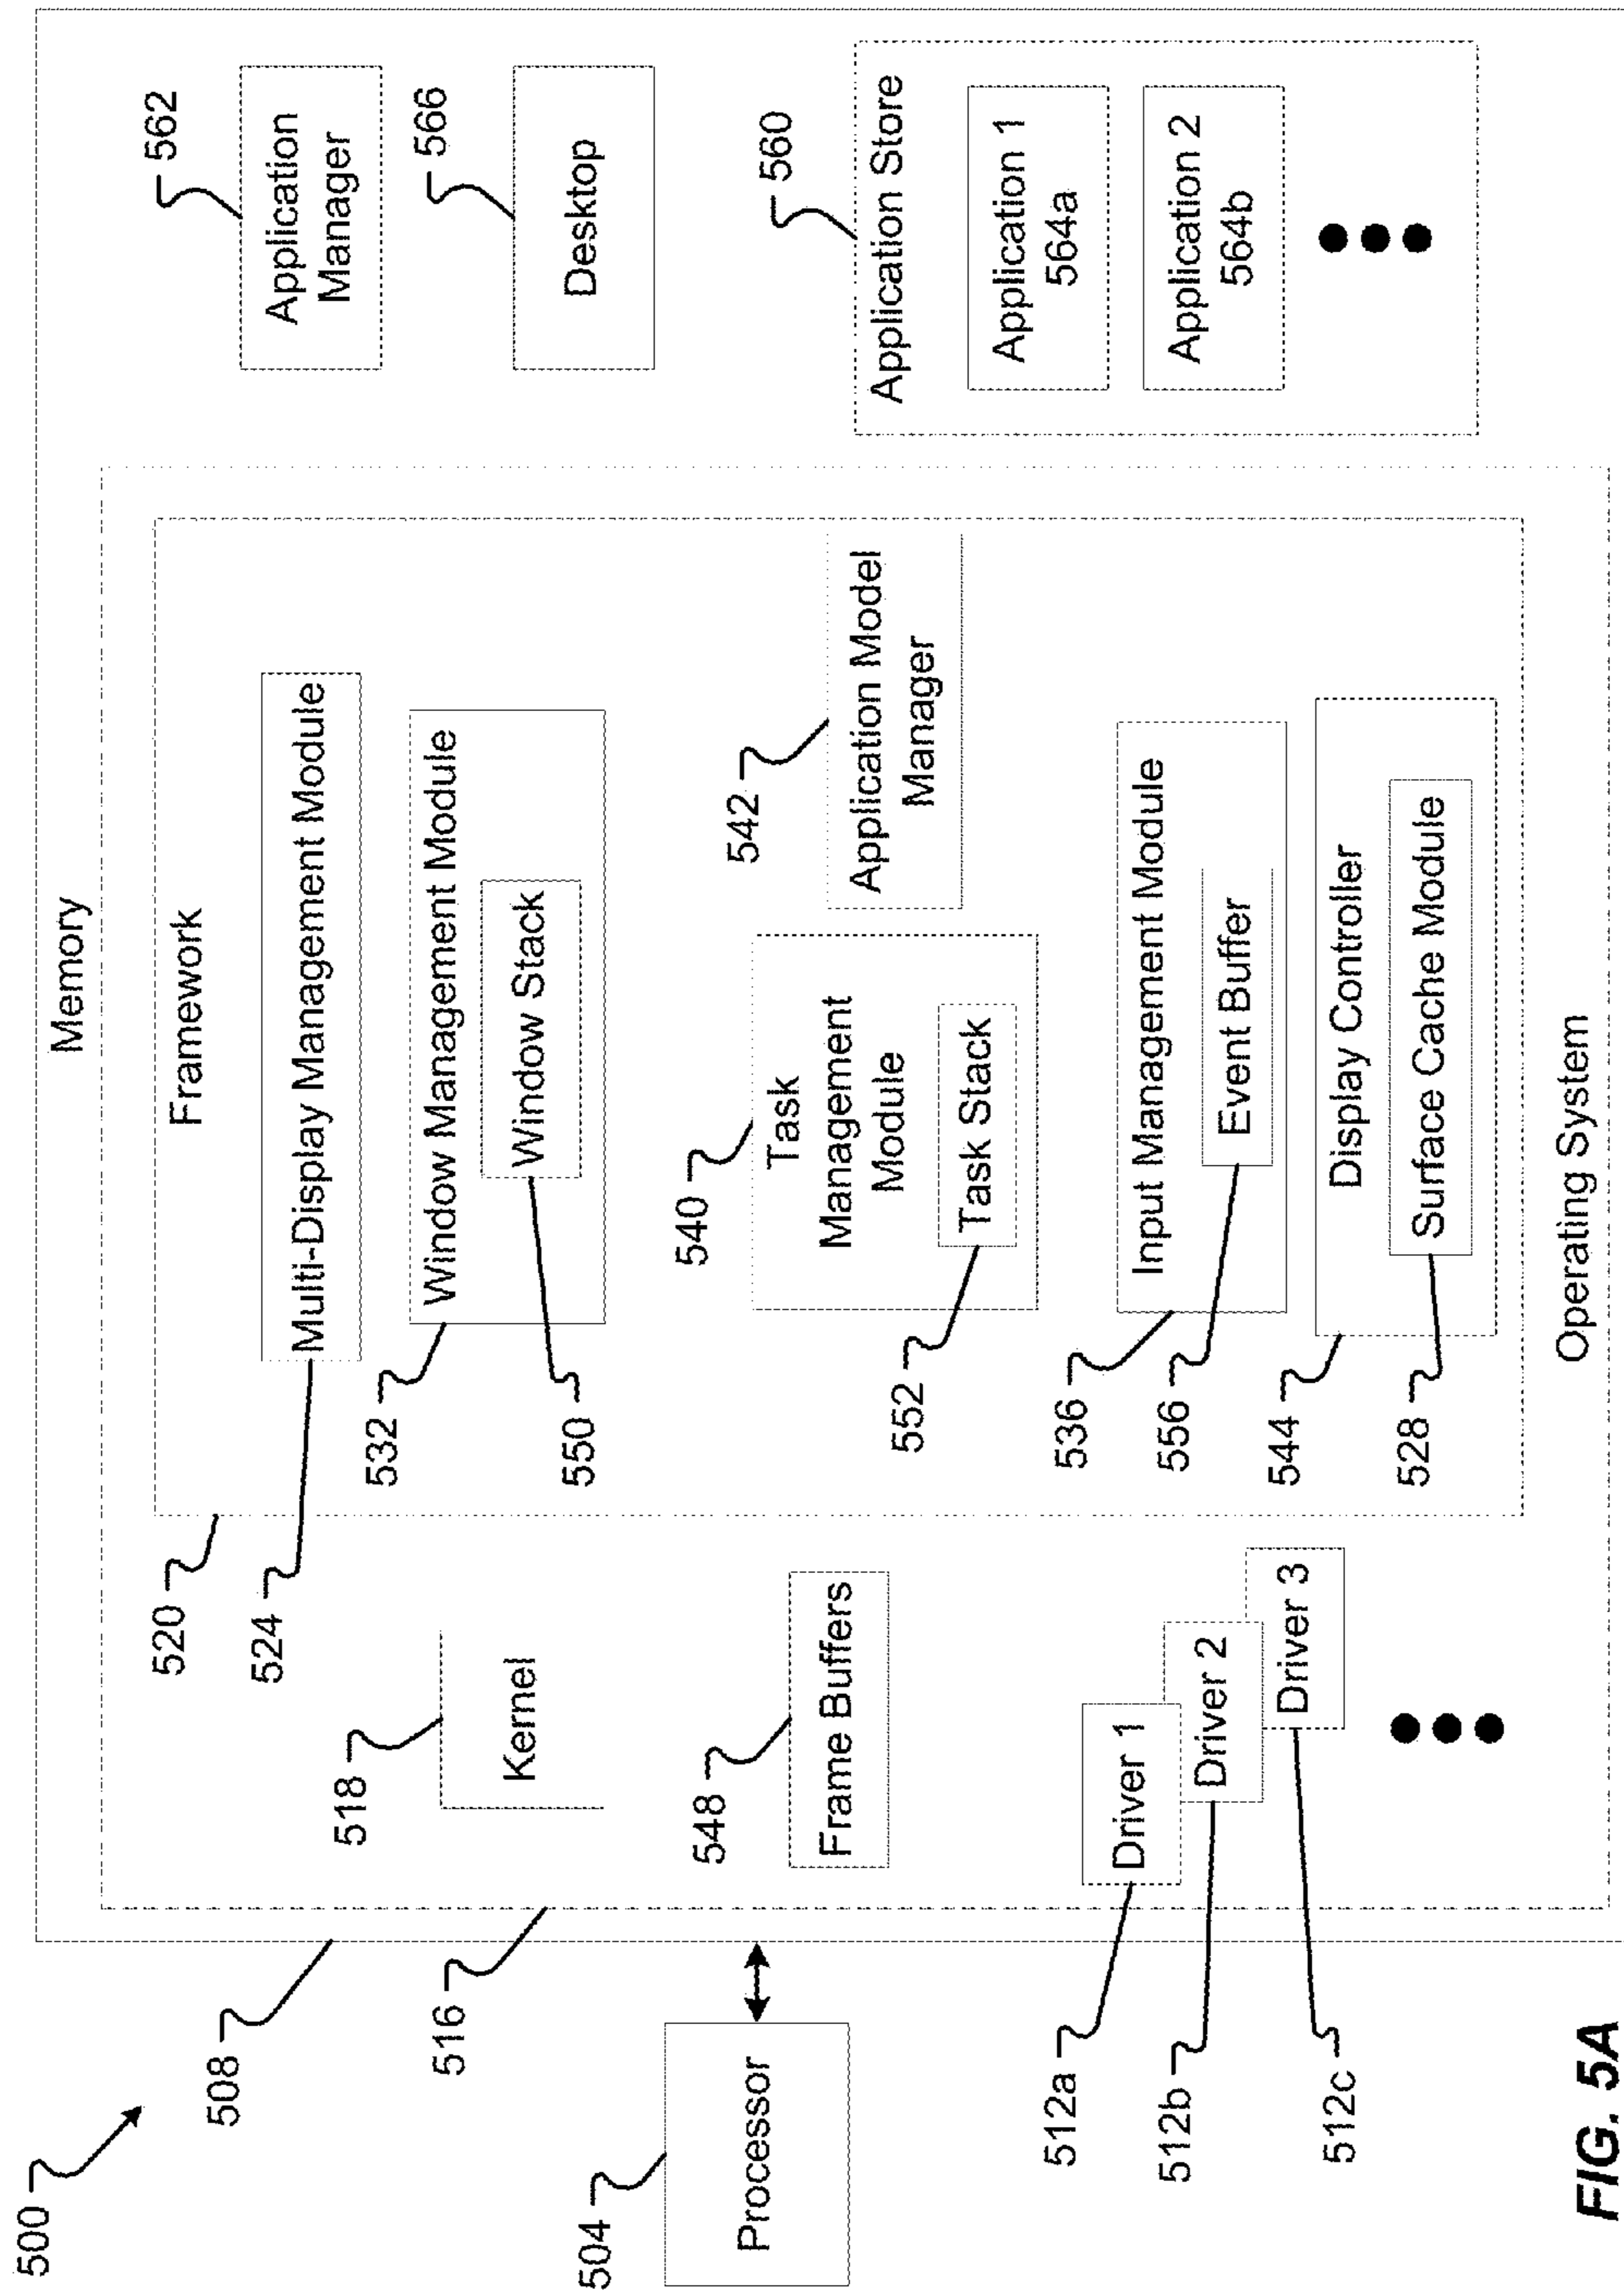 500
508
Memory
516
520
Framework
524
Multi-Display Management Module
532
Window Management Module
550
Window Stack
518
Kernel
548
Frame Buffers
540
Task
Management
Module
552
Task Stack
542
Application Model
Manager
536
Input Management Module
556
Event Buffer
544
Display Controller
528
Surface Cache Module
Operating System
504
Processor
512a
Driver 1
512b
Driver 2
512c
Driver 3
562
Application
Manager
566
Desktop
560
Application Store
Application 1
564a
Application 2
564b
FIG. 5A